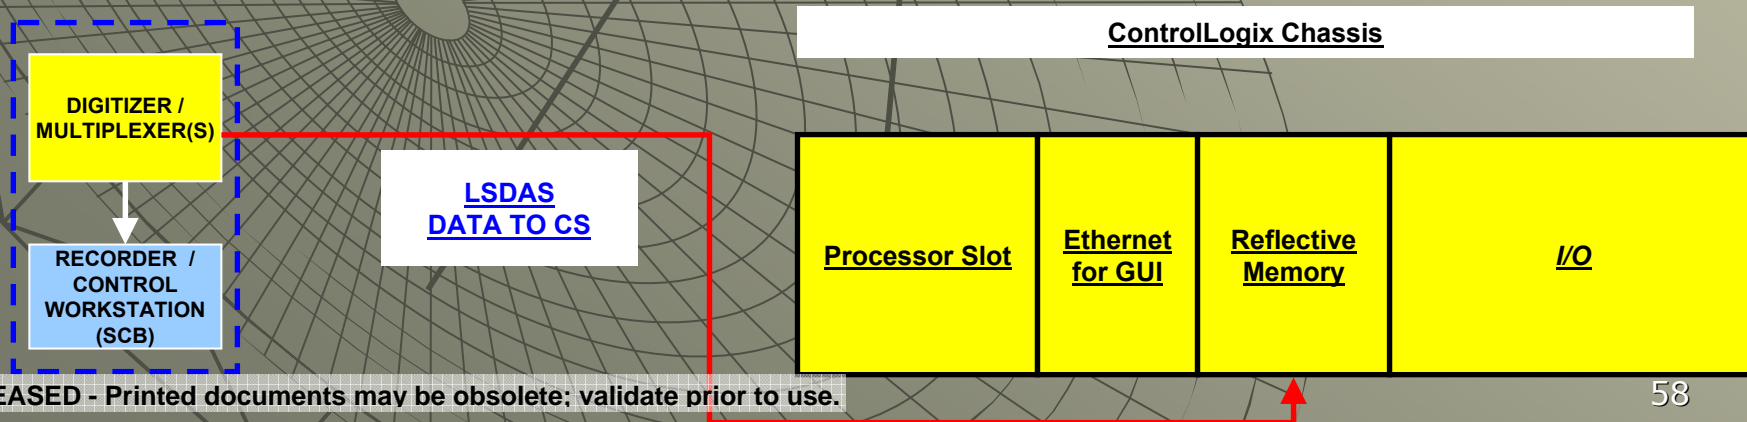 ControlLogix Chassis
DIGITIZER /
MULTIPLEXER(S)
LSDAS
DATA TO CS
Processor Slot
Ethernet
for GUI
Reflective
Memory
I/O
RECORDER /
CONTROL
WORKSTATION
(SCB)
EASED - Printed documents may be obsolete; validate prior to use.
58